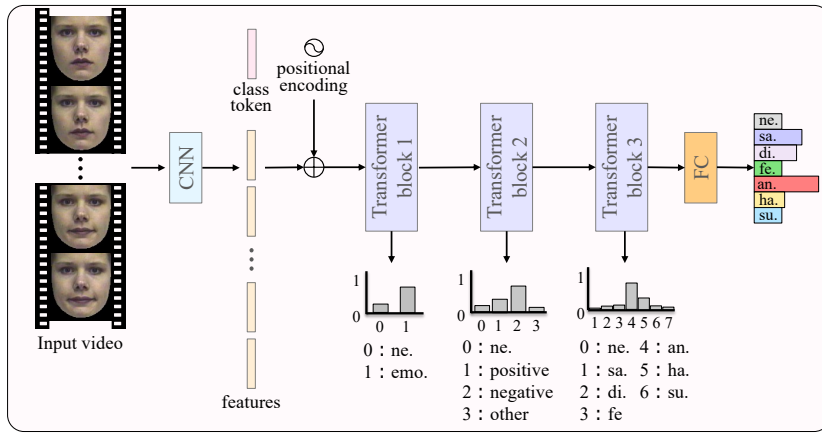 Input video
CNN
class
token
features
positional
encoding
Transformer
block 1
Transformer
block 2
Transformer
block 3
FC
ne.
sa.
di.
fe.
an.
ha.
su.
1
0
0 1
0 : ne.
1 : emo.
1
0
0 1 2 3
0 : ne.
1 : positive
2 : negative
3 : other
1
0
1 2 3 4 5 6 7
0 : ne. 4 : an.
1 : sa. 5 : ha.
2 : di. 6 : su.
3 : fe